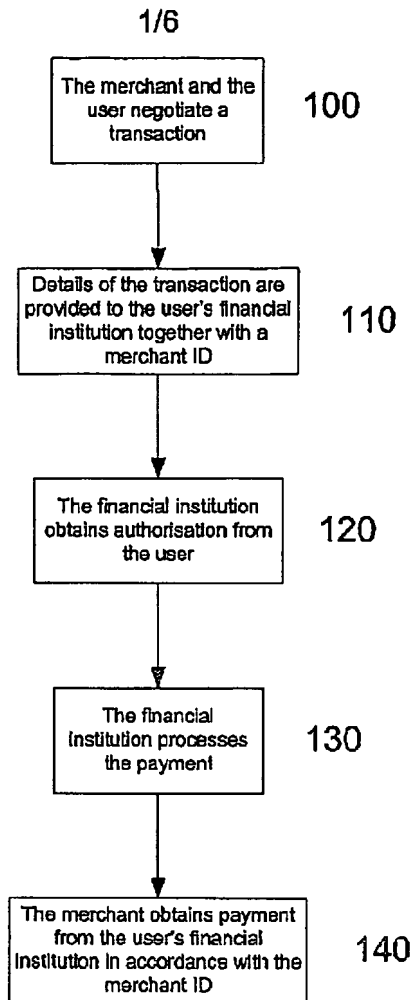 1/6
The merchant and the
user negotiate a
transaction
100
Details of the transaction are
provided to the user's financial
institution together with a
merchant ID
110
The financial institution
obtains authorisation from
the user
120
The financial
institution processes
the payment
130
The merchant obtains payment
from the user's financial
institution in accordance with the
merchant ID
140